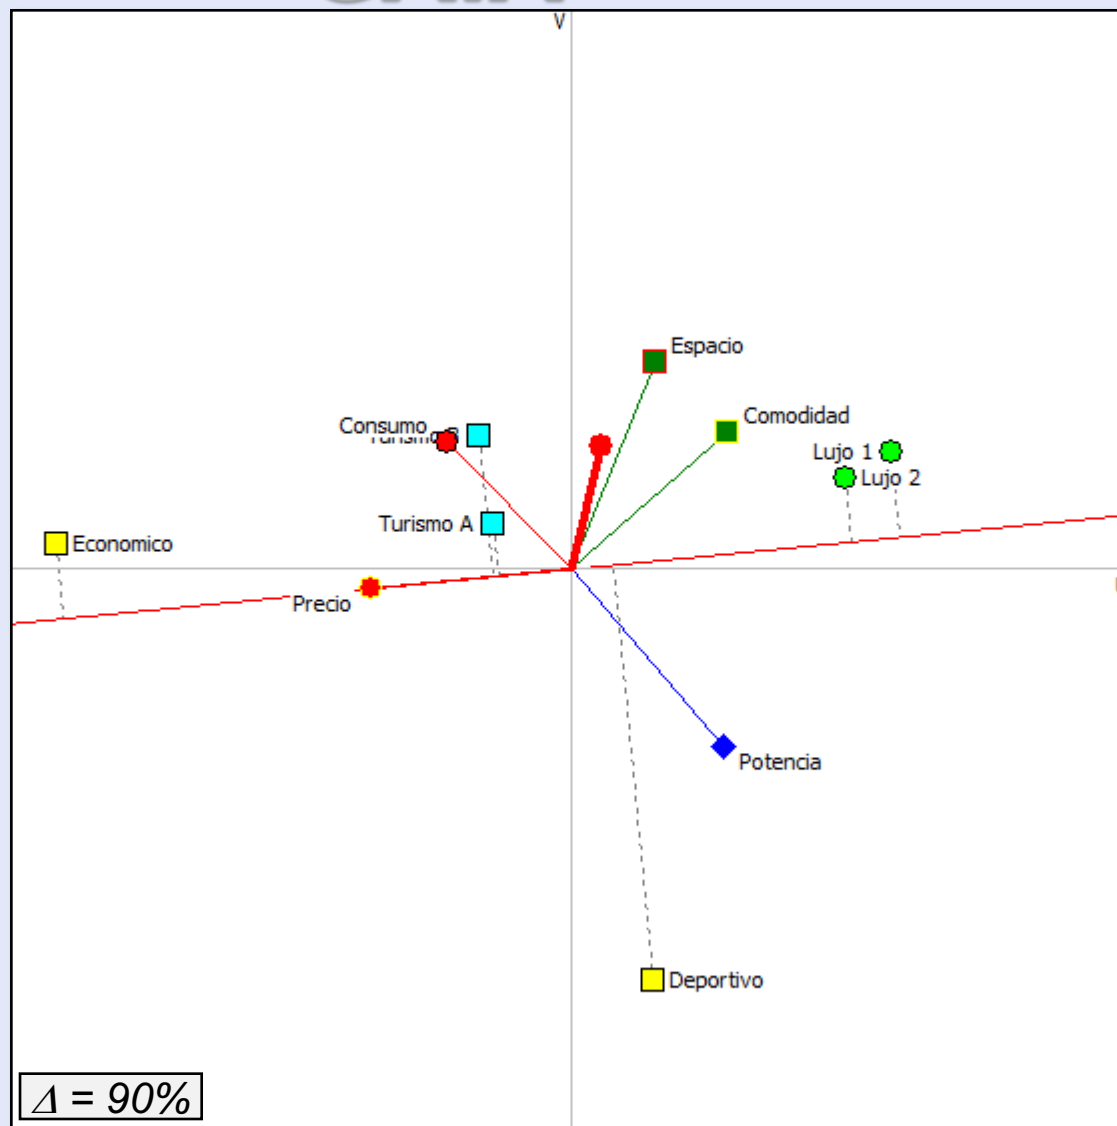 V
Espacio
Comodidad
Consumo
Lujo 1
Lujo 2
Turismo A
Economico
Precio
Potencia
Deportivo
Δ = 90%